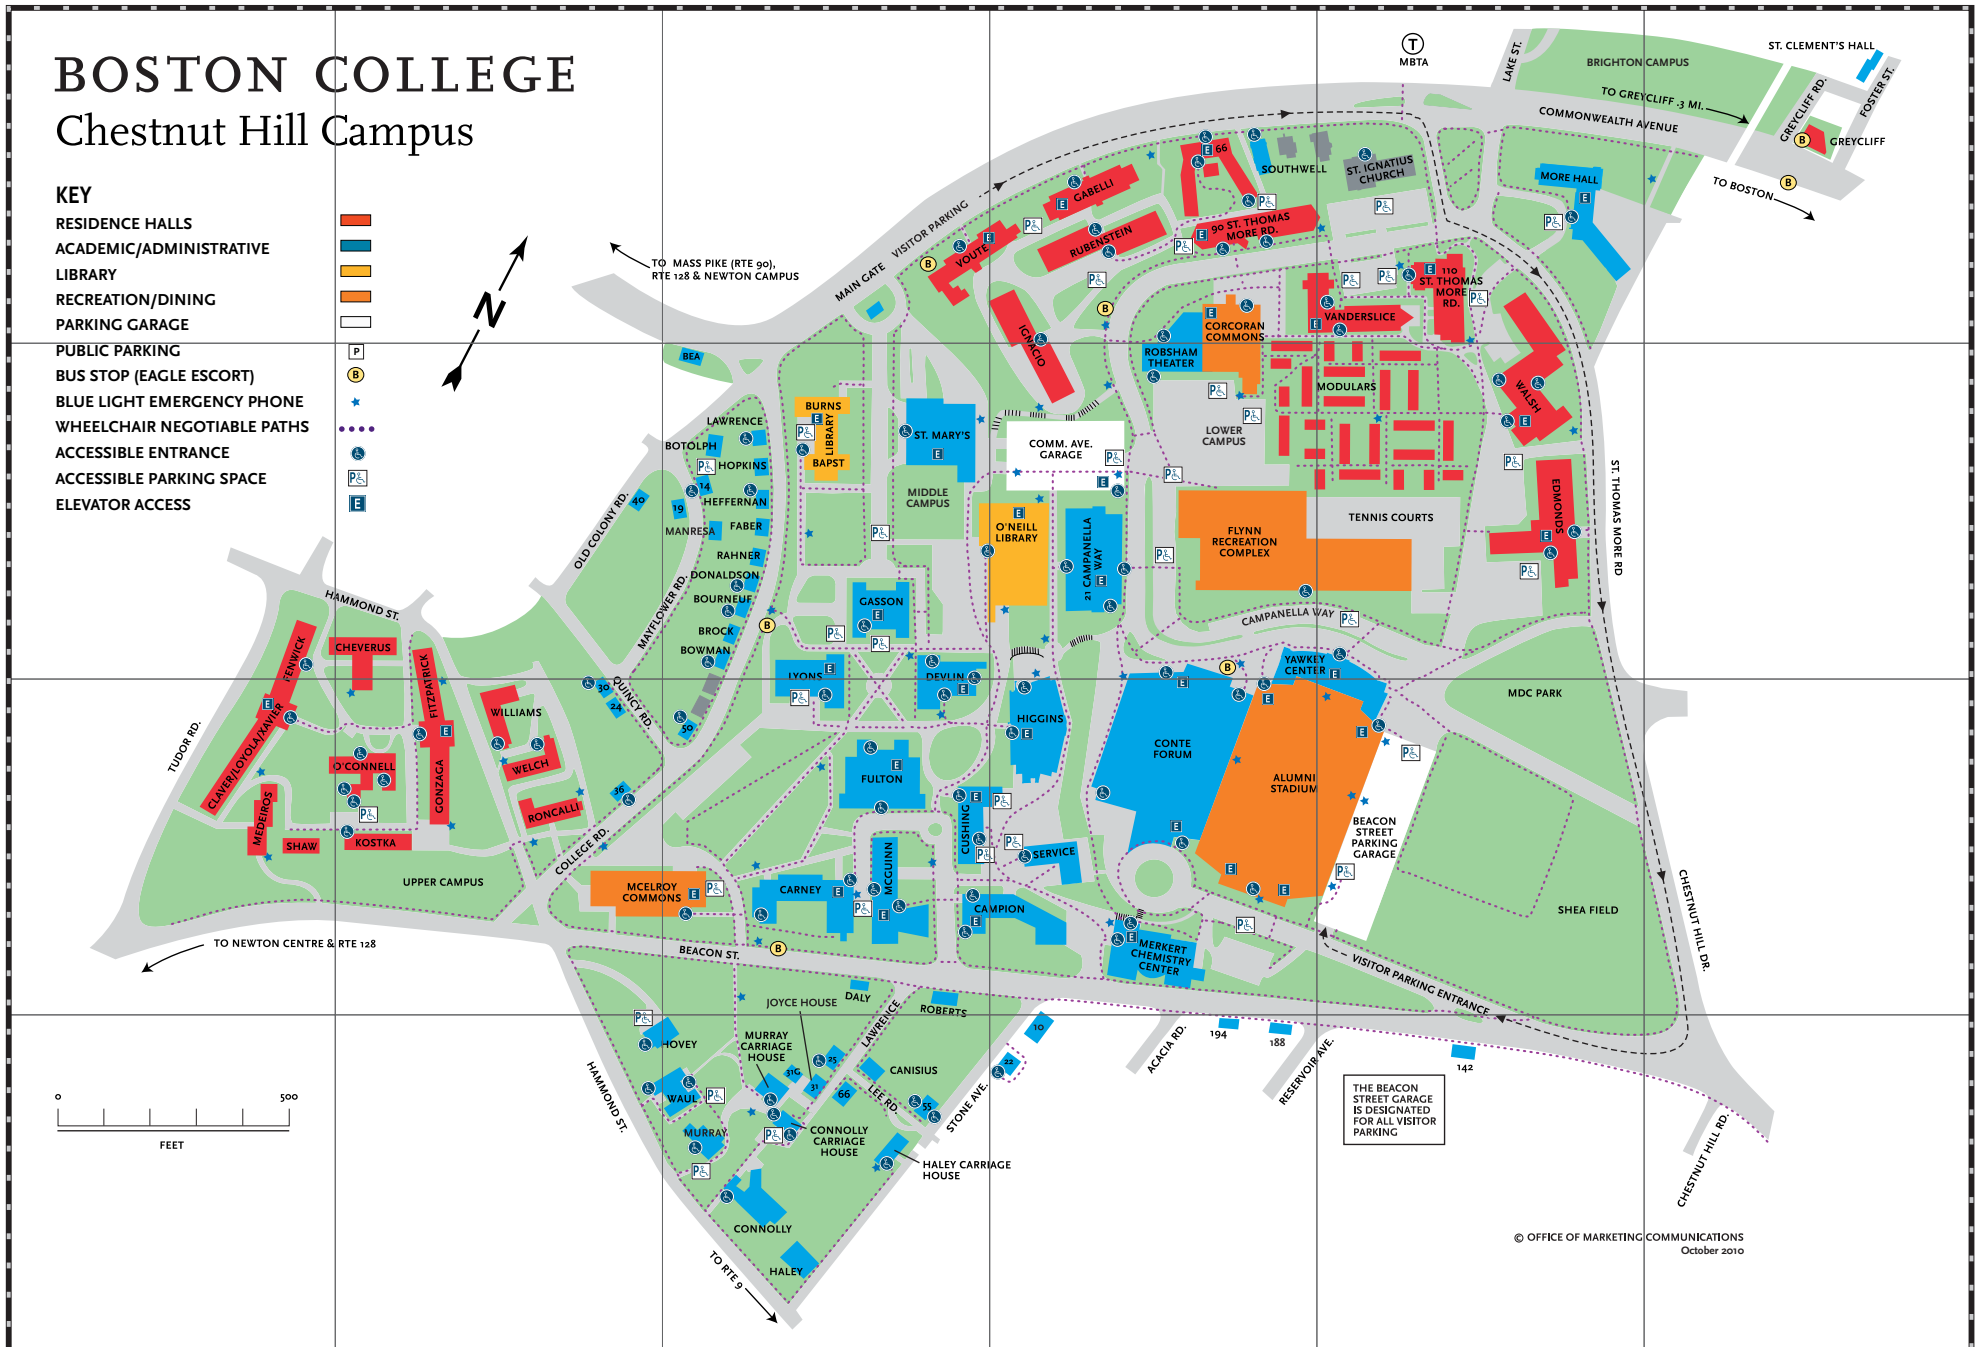 BOSTON COLLEGE
Chestnut Hill Campus
KEY
RESIDENCE HALLS
ACADEMIC/ADMINISTRATIVE
LIBRARY
RECREATION/DINING
PARKING GARAGE
PUBLIC PARKING
P
BUS STOP (EAGLE ESCORT)
B
BLUE LIGHT EMERGENCY PHONE
WHEELCHAIR NEGOTIABLE PATHS
ACCESSIBLE ENTRANCE
ACCESSIBLE PARKING SPACE
P
ELEVATOR ACCESS
E
N
TO MASS PIKE (RTE 90),
RTE 128 & NEWTON CAMPUS
MAIN GATE
VISITOR PARKING
T
MBTA
LAKE ST.
BRIGHTON CAMPUS
ST. CLEMENT'S HALL
TO GREYCLIFF .3 MI.
GREYCLIFF RD.
FOSTER ST.
COMMONWEALTH AVENUE
B
GREYCLIFF
TO BOSTON
B
MORE HALL
SOUTHWELL
ST. IGNATIUS
CHURCH
66
GABELLI
VOUTE
RUBENSTEIN
90 ST. THOMAS
MORE RD.
110
ST. THOMAS
MORE
RD.
VANDERSLICE
CORCORAN
COMMONS
ROBSHAM
THEATER
IGNACIO
MODULARS
WALSH
LOWER
CAMPUS
EDMONDS
ST. THOMAS MORE RD
BEA
LAWRENCE
BOTOLPH
HOPKINS
14
HEFFERNAN
40
19
MANRESA
FABER
RAHNER
DONALDSON
BOURNEUF
BROCK
BOWMAN
OLD COLONY RD.
MAYFLOWER RD.
QUINCY RD.
30
24
50
36
BURNS
LIBRARY
BAPST
ST. MARY'S
MIDDLE
CAMPUS
COMM. AVE.
GARAGE
O'NEILL
LIBRARY
21 CAMPANELLA
WAY
FLYNN
RECREATION
COMPLEX
TENNIS COURTS
CAMPANELLA WAY
GASSON
LYONS
DEVLIN
HIGGINS
FULTON
CUSHING
MCGUINN
CARNEY
CAMPION
SERVICE
MERKERT
CHEMISTRY
CENTER
CONTE
FORUM
YAWKEY
CENTER
ALUMNI
STADIUM
BEACON
STREET
PARKING
GARAGE
MDC PARK
SHEA FIELD
CHESTNUT HILL DR.
VISITOR PARKING ENTRANCE
HAMMOND ST.
TUDOR RD.
FENWICK
CLAVER/LOYOLA/XAVIER
CHEVERUS
FITZPATRICK
GONZAGA
O'CONNELL
MEDEIROS
SHAW
KOSTKA
WILLIAMS
WELCH
RONCALLI
UPPER CAMPUS
COLLEGE RD.
MCELROY
COMMONS
BEACON ST.
TO NEWTON CENTRE & RTE 128
JOYCE HOUSE
DALY
ROBERTS
LAWRENCE
MURRAY
CARRIAGE
HOUSE
HOVEY
WAUL
MURRAY
31G
25
31
66
CANISIUS
LEE RD.
55
STONE AVE.
10
22
CONNOLLY
CARRIAGE
HOUSE
HALEY CARRIAGE
HOUSE
CONNOLLY
HALEY
HAMMOND ST.
TO RTE 9
ACACIA RD.
194
188
RESERVOIR AVE.
142
CHESTNUT HILL RD.
THE BEACON
STREET GARAGE
IS DESIGNATED
FOR ALL VISITOR
PARKING
0
500
FEET
© OFFICE OF MARKETING COMMUNICATIONS
October 2010